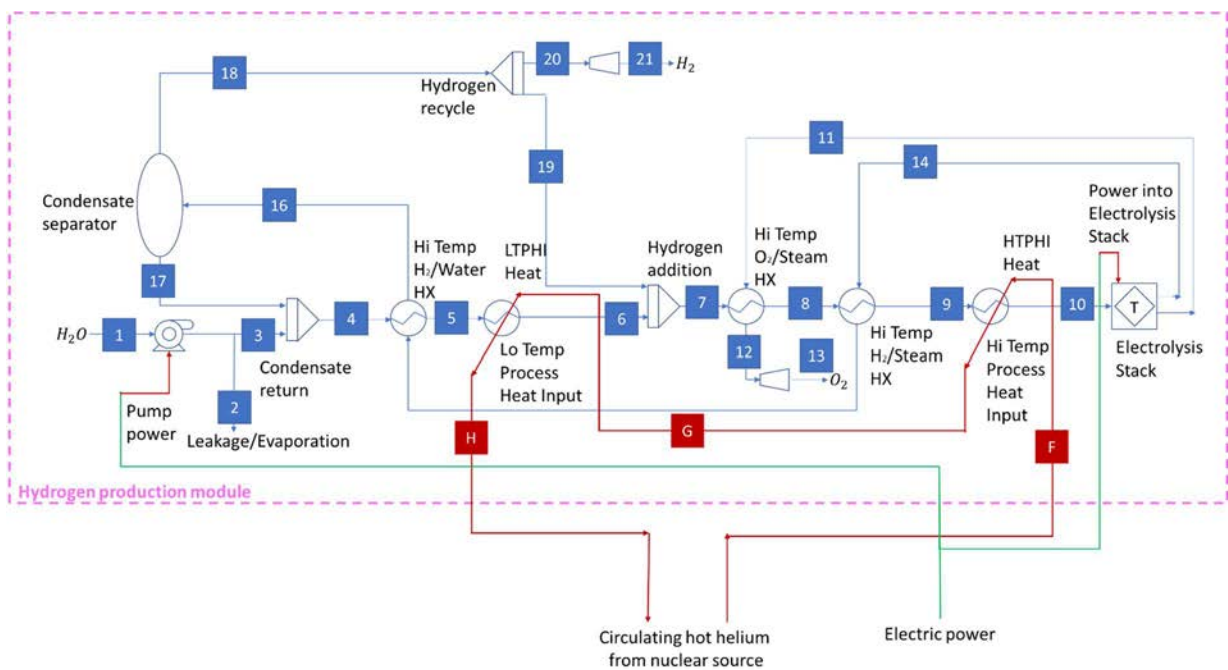 18
20
21
H₂
Hydrogen
recycle
11
14
19
Condensate
separator
16
Power into
Electrolysis
Stack
Hi Temp
H₂/Water
HX
LTPHI
Heat
Hydrogen
addition
Hi Temp
O₂/Steam
HX
HTPHI
Heat
17
H₂O
1
3
4
5
6
7
8
9
10
T
Condensate
return
Lo Temp
Process
Heat Input
12
13
O₂
Hi Temp
H₂/Steam
HX
Hi Temp
Process
Heat
Input
Electrolysis
Stack
Pump
power
2
Leakage/Evaporation
H
G
F
Hydrogen production module
Circulating hot helium
from nuclear source
Electric power